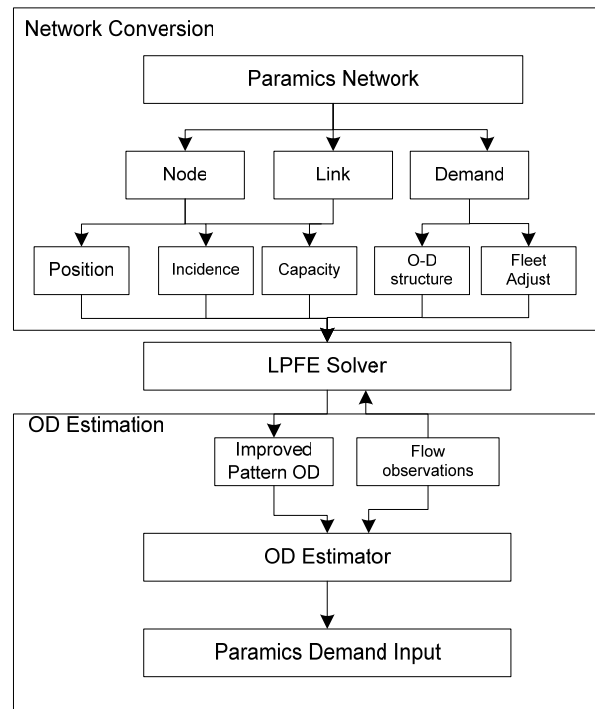 Network Conversion
Paramics Network
Node
Link
Demand
Position
Incidence
Capacity
O-D
structure
Fleet
Adjust
LPFE Solver
OD Estimation
Improved
Pattern OD
Flow
observations
OD Estimator
Paramics Demand Input